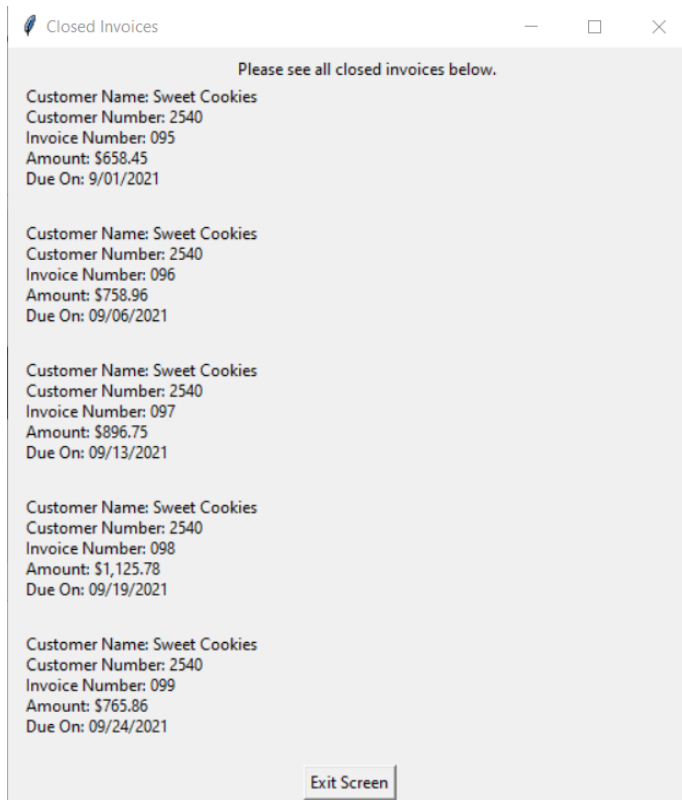 Closed Invoices
Please see all closed invoices below.
Customer Name: Sweet Cookies
Customer Number: 2540
Invoice Number: 095
Amount: $658.45
Due On: 9/01/2021
Customer Name: Sweet Cookies
Customer Number: 2540
Invoice Number: 096
Amount: $758.96
Due On: 09/06/2021
Customer Name: Sweet Cookies
Customer Number: 2540
Invoice Number: 097
Amount: $896.75
Due On: 09/13/2021
Customer Name: Sweet Cookies
Customer Number: 2540
Invoice Number: 098
Amount: $1,125.78
Due On: 09/19/2021
Customer Name: Sweet Cookies
Customer Number: 2540
Invoice Number: 099
Amount: $765.86
Due On: 09/24/2021
Exit Screen